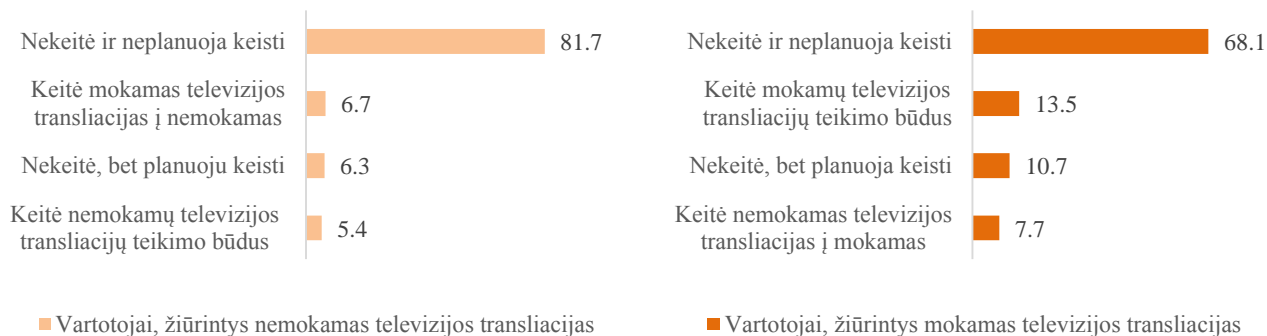 Nekeitė ir neplanuoja keisti
81.7
Keitė mokamas televizijos
transliacijas į nemokamas
6.7
Nekeitė, bet planuoju keisti
6.3
Keitė nemokamų televizijos
transliacijų teikimo būdus
5.4
Vartotojai, žiūrintys nemokamas televizijos transliacijas
Nekeitė ir neplanuoja keisti
68.1
Keitė mokamų televizijos
transliacijų teikimo būdus
13.5
Nekeitė, bet planuoja keisti
10.7
Keitė nemokamas televizijos
transliacijas į mokamas
7.7
Vartotojai, žiūrintys mokamas televizijos transliacijas